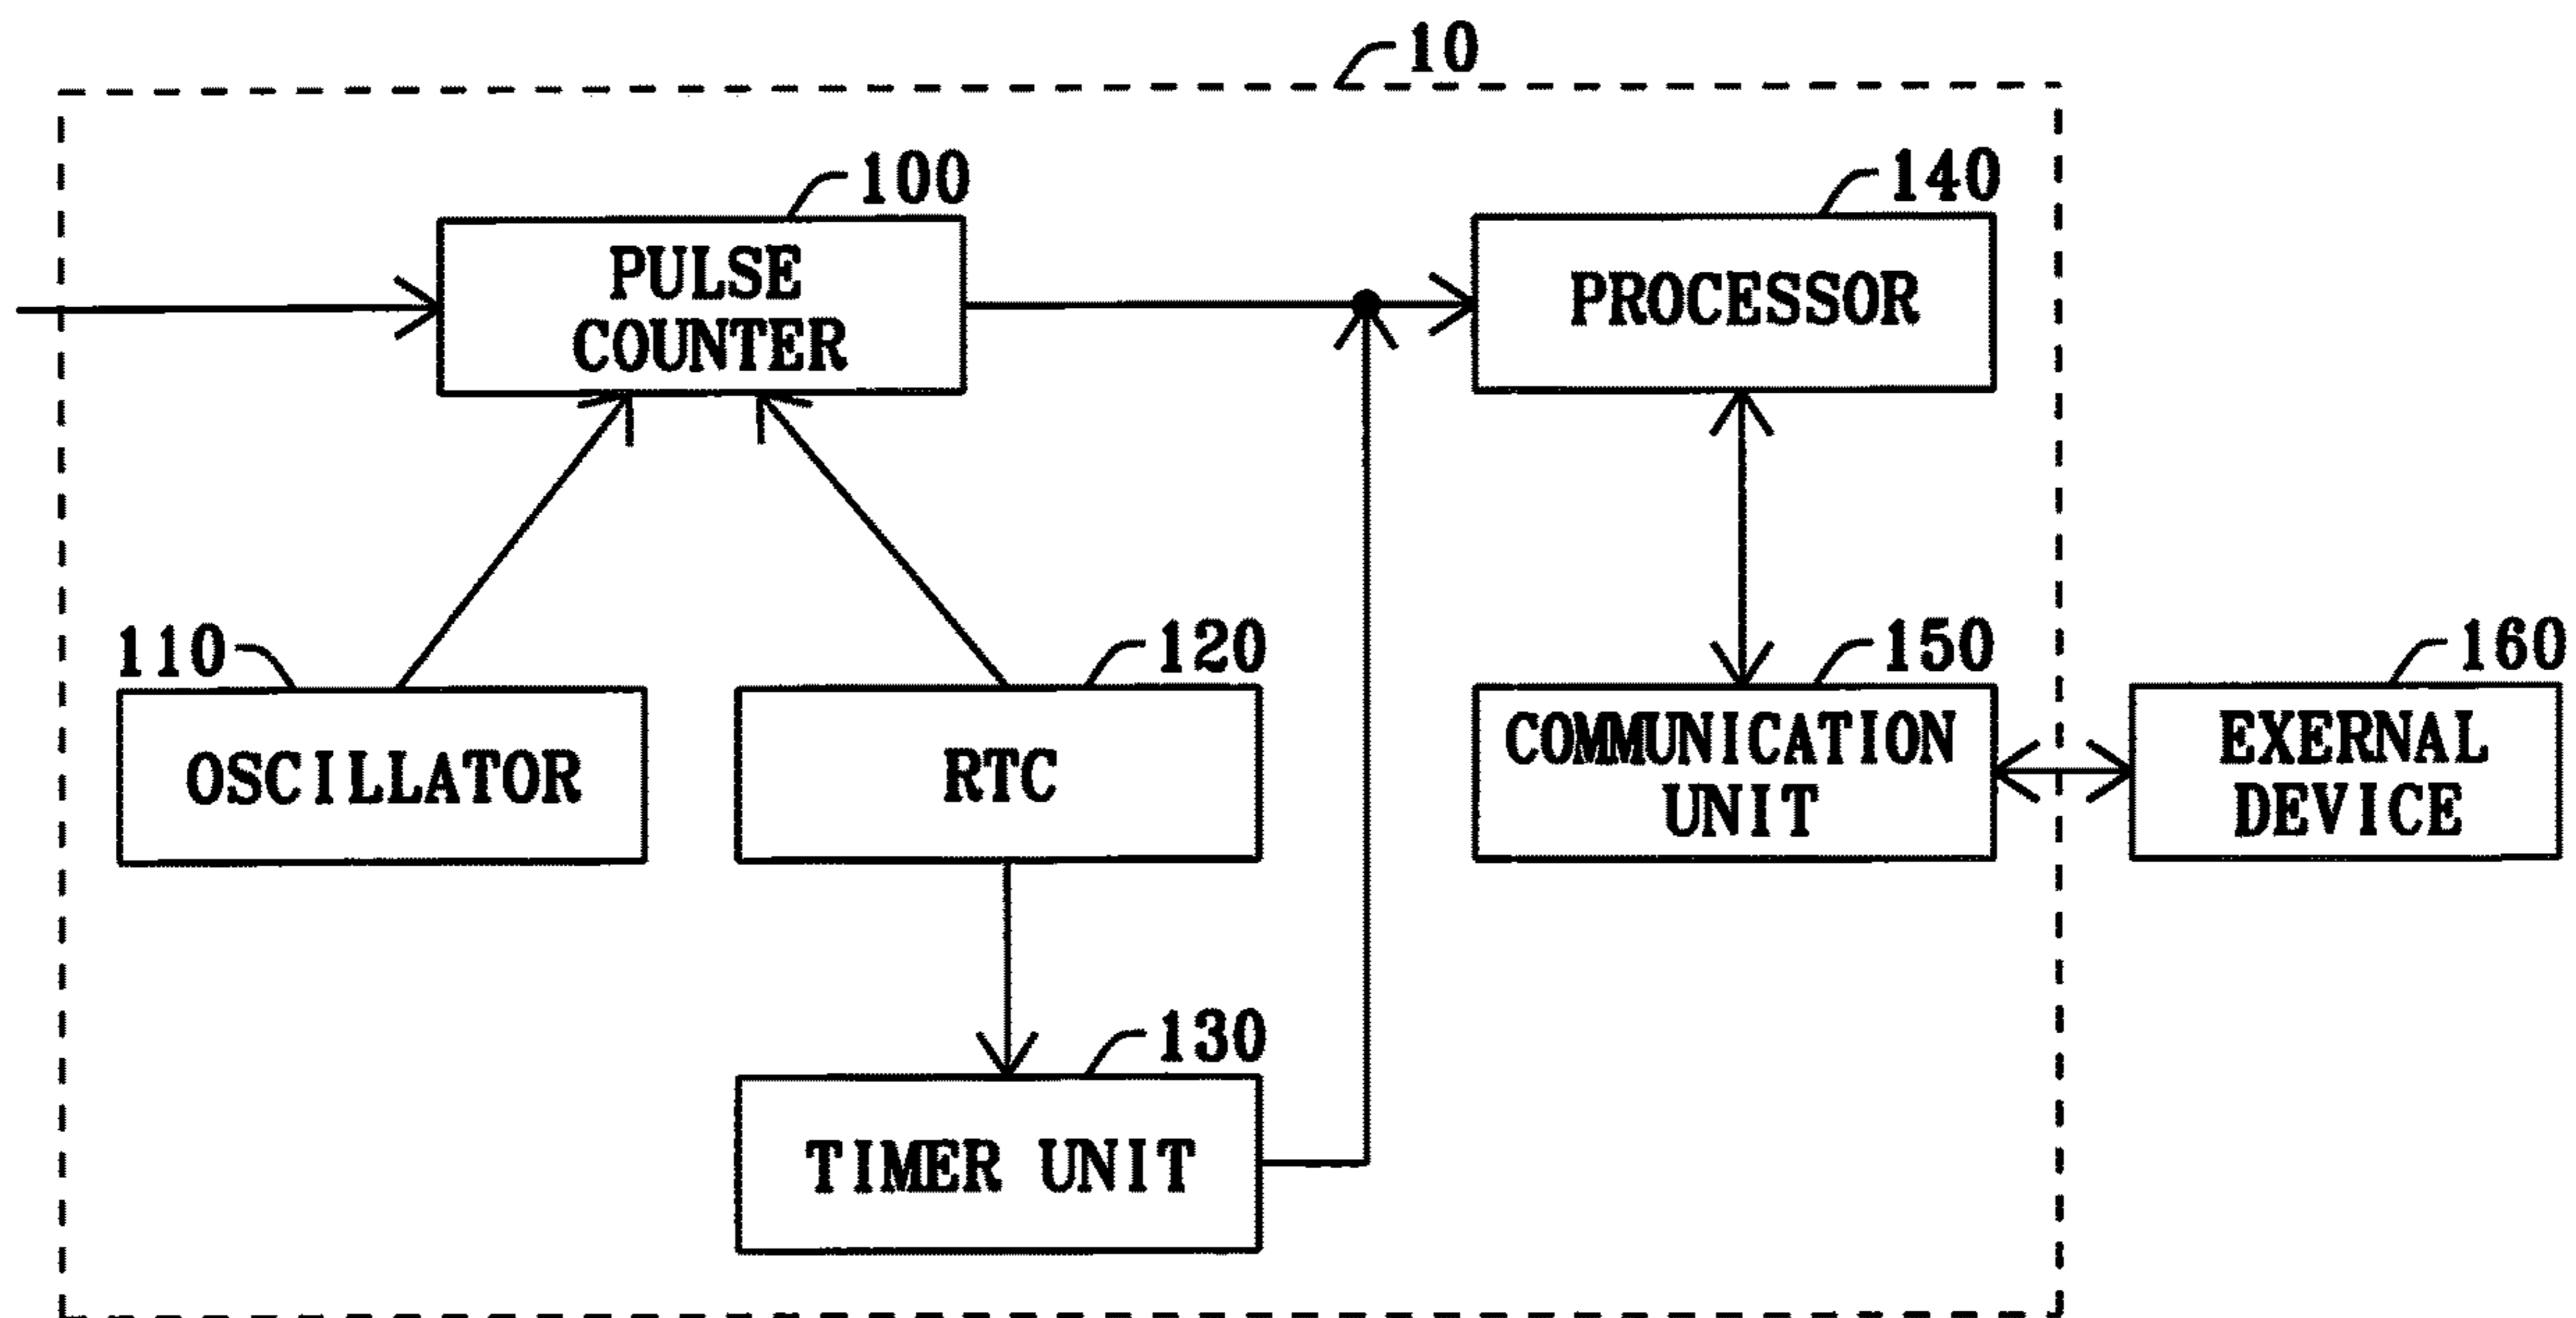 10
100
140
PULSE
COUNTER
PROCESSOR
110
120
150
160
OSCILLATOR
RTC
COMMUNICATION
UNIT
EXERNAL
DEVICE
130
TIMER UNIT